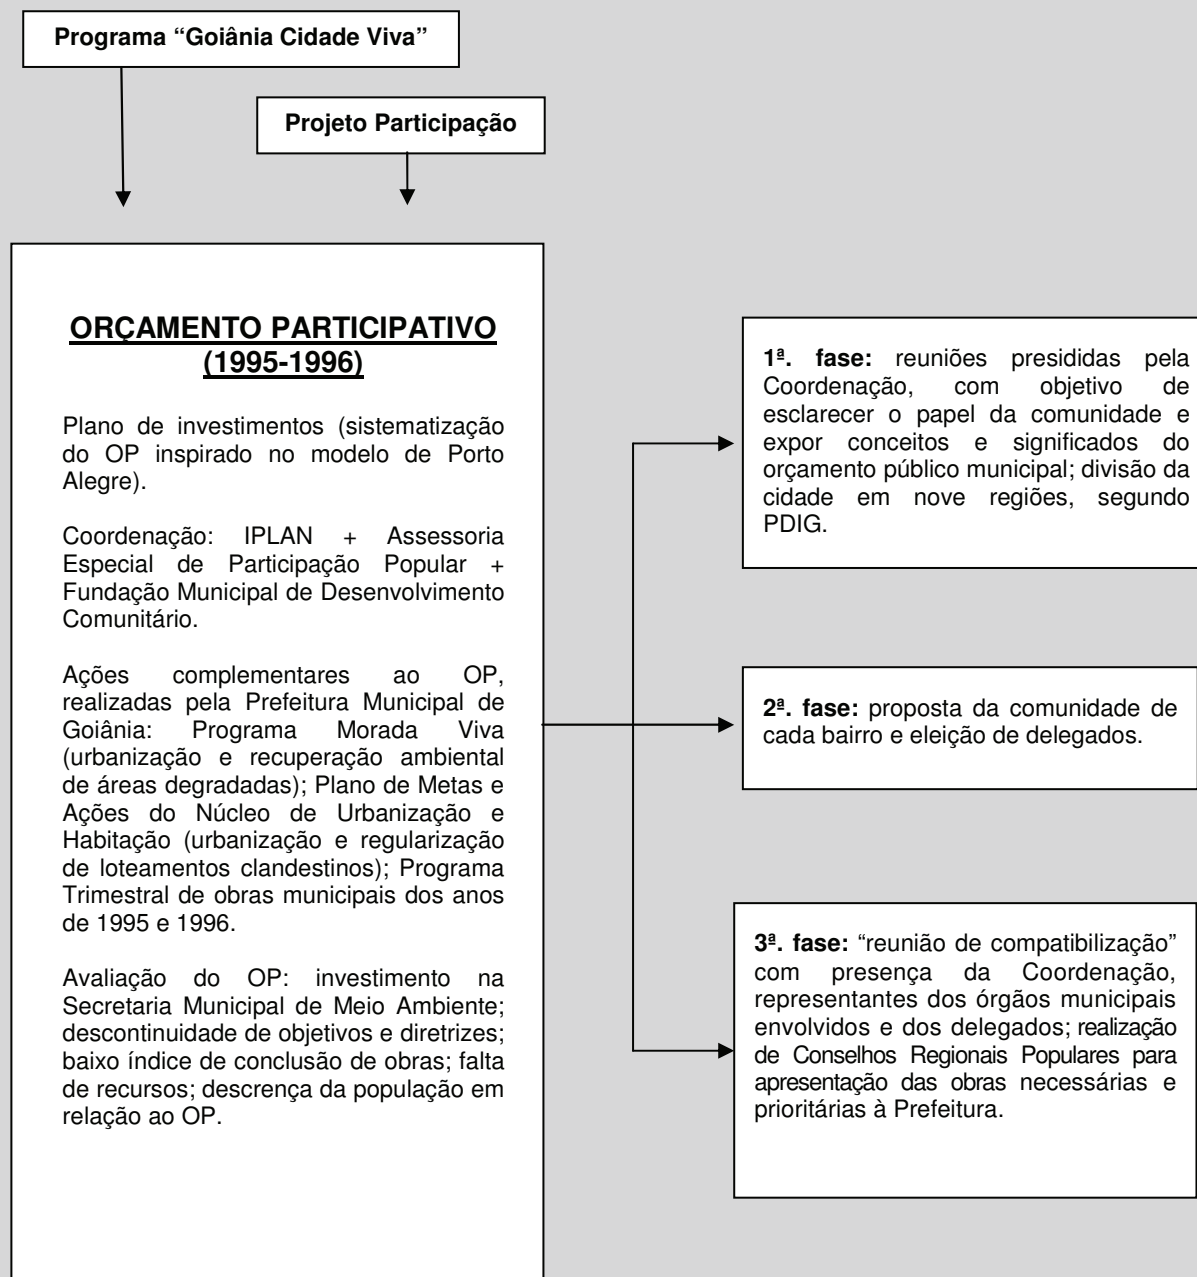 Programa “Goiânia Cidade Viva”
Projeto Participação
ORÇAMENTO PARTICIPATIVO
(1995-1996)
Plano de investimentos (sistematização
do OP inspirado no modelo de Porto
Alegre).
Coordenação: IPLAN + Assessoria
Especial de Participação Popular +
Fundação Municipal de Desenvolvimento
Comunitário.
Ações complementares ao OP,
realizadas pela Prefeitura Municipal de
Goiânia: Programa Morada Viva
(urbanização e recuperação ambiental
de áreas degradadas); Plano de Metas e
Ações do Núcleo de Urbanização e
Habitação (urbanização e regularização
de loteamentos clandestinos); Programa
Trimestral de obras municipais dos anos
de 1995 e 1996.
Avaliação do OP: investimento na
Secretaria Municipal de Meio Ambiente;
descontinuidade de objetivos e diretrizes;
baixo índice de conclusão de obras; falta
de recursos; descrença da população em
relação ao OP.
1ª. fase: reuniões presididas pela
Coordenação, com objetivo de
esclarecer o papel da comunidade e
expor conceitos e significados do
orçamento público municipal; divisão da
cidade em nove regiões, segundo
PDIG.
2ª. fase: proposta da comunidade de
cada bairro e eleição de delegados.
3ª. fase: “reunião de compatibilização”
com presença da Coordenação,
representantes dos órgãos municipais
envolvidos e dos delegados; realização
de Conselhos Regionais Populares para
apresentação das obras necessárias e
prioritárias à Prefeitura.